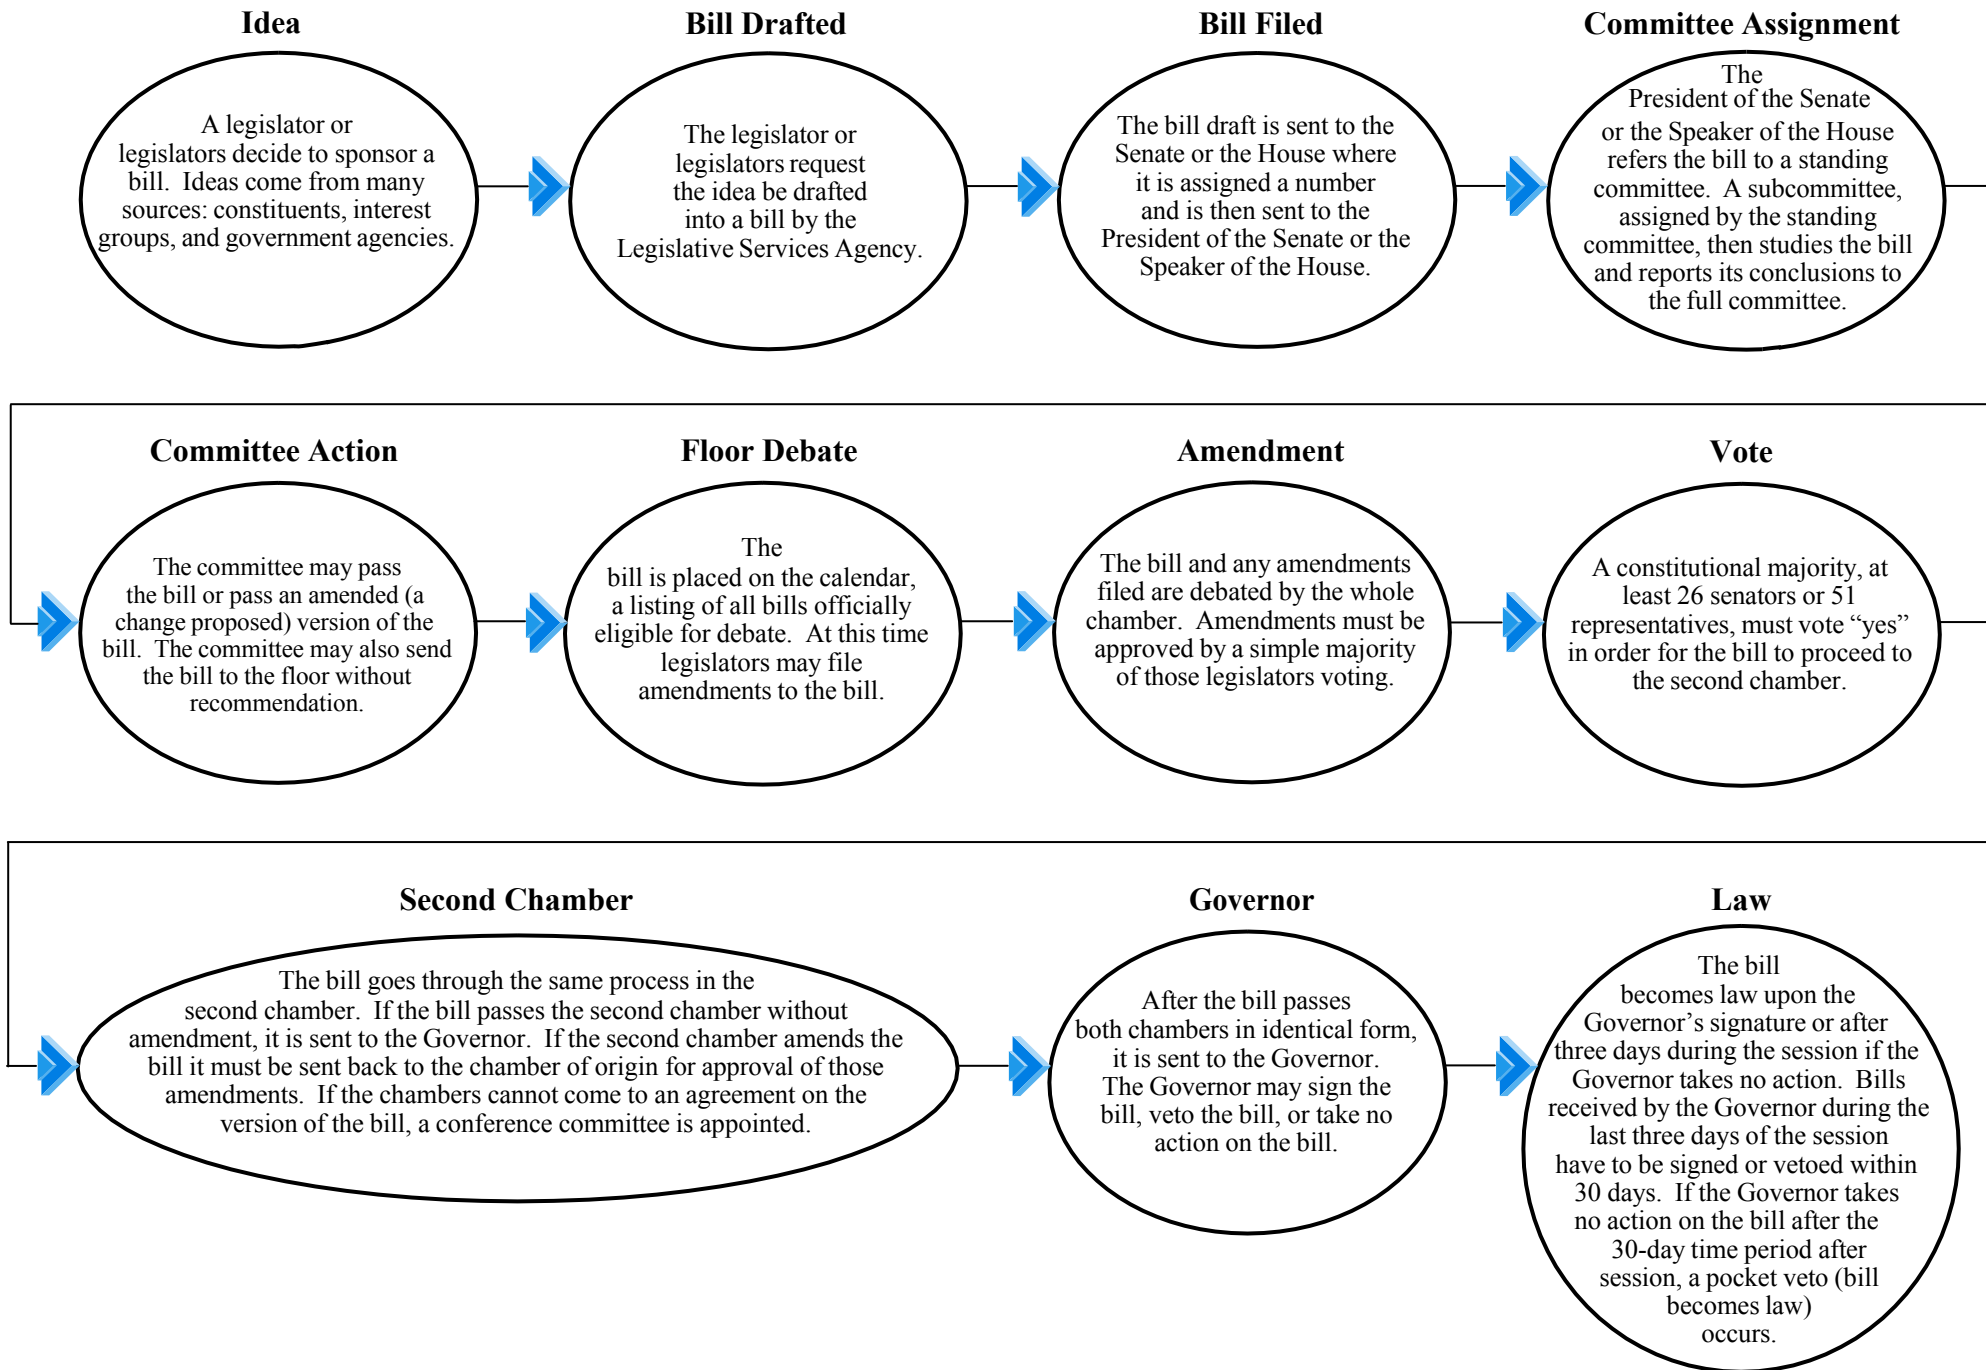 Idea
A legislator or
legislators decide to sponsor a
bill.  Ideas come from many
sources: constituents, interest
groups, and government agencies.
Bill Drafted
The legislator or
legislators request
the idea be drafted
into a bill by the
Legislative Services Agency.
Bill Filed
The bill draft is sent to the
Senate or the House where
it is assigned a number
and is then sent to the
President of the Senate or the
Speaker of the House.
Committee Assignment
The
President of the Senate
or the Speaker of the House
refers the bill to a standing
committee.  A subcommittee,
assigned by the standing
committee, then studies the bill
and reports its conclusions to
the full committee.
Committee Action
The committee may pass
the bill or pass an amended (a
change proposed) version of the
bill.  The committee may also send
the bill to the floor without
recommendation.
Floor Debate
The
bill is placed on the calendar,
a listing of all bills officially
eligible for debate.  At this time
legislators may file
amendments to the bill.
Amendment
The bill and any amendments
filed are debated by the whole
chamber.  Amendments must be
approved by a simple majority
of those legislators voting.
Vote
A constitutional majority, at
least 26 senators or 51
representatives, must vote “yes”
in order for the bill to proceed to
the second chamber.
Second Chamber
The bill goes through the same process in the
second chamber.  If the bill passes the second chamber without
amendment, it is sent to the Governor.  If the second chamber amends the
bill it must be sent back to the chamber of origin for approval of those
amendments.  If the chambers cannot come to an agreement on the
version of the bill, a conference committee is appointed.
Governor
After the bill passes
both chambers in identical form,
it is sent to the Governor.
The Governor may sign the
bill, veto the bill, or take no
action on the bill.
Law
The bill
becomes law upon the
Governor’s signature or after
three days during the session if the
Governor takes no action.  Bills
received by the Governor during the
last three days of the session
have to be signed or vetoed within
30 days.  If the Governor takes
no action on the bill after the
30-day time period after
session, a pocket veto (bill
becomes law)
occurs.